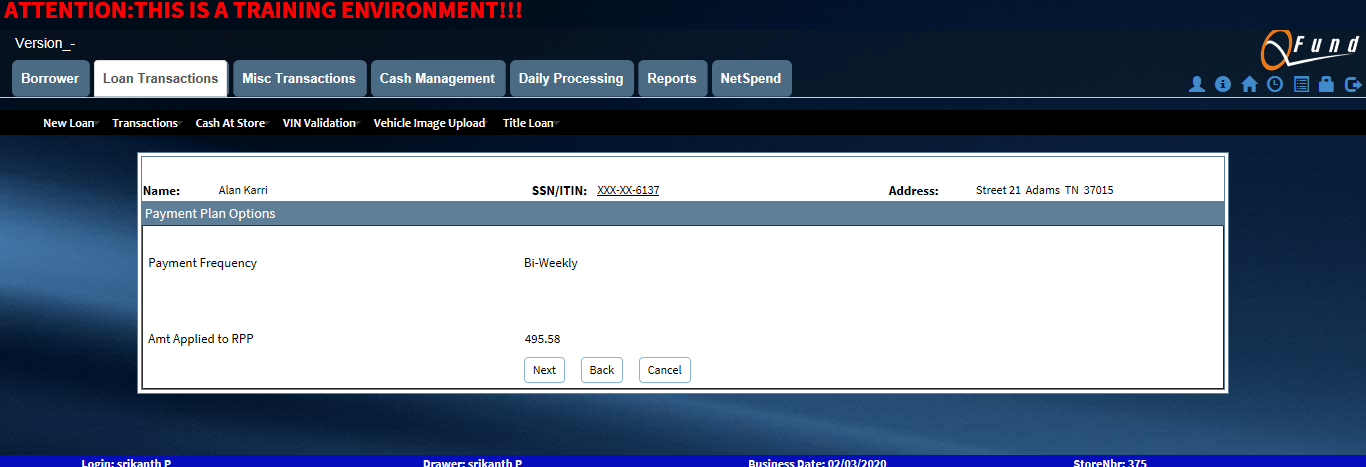 ATTENTION:THIS IS A TRAINING ENVIRONMENT!!!
Version_-
QFund
Borrower Loan Transactions Misc Transactions Cash Management Daily Processing Reports NetSpend
New Loan Transactions Cash At Store VIN Validation Vehicle Image Upload Title Loan
Name: Alan Karri SSN/ITIN: XXX-XX-6137 Address: Street 21 Adams TN 37015
Payment Plan Options
Payment Frequency Bi-Weekly
Amt Applied to RPP 495.58
Next Back Cancel
Login: srikanth P Drawer: srikanth P Business Date: 02/03/2020 StoreNbr: 375